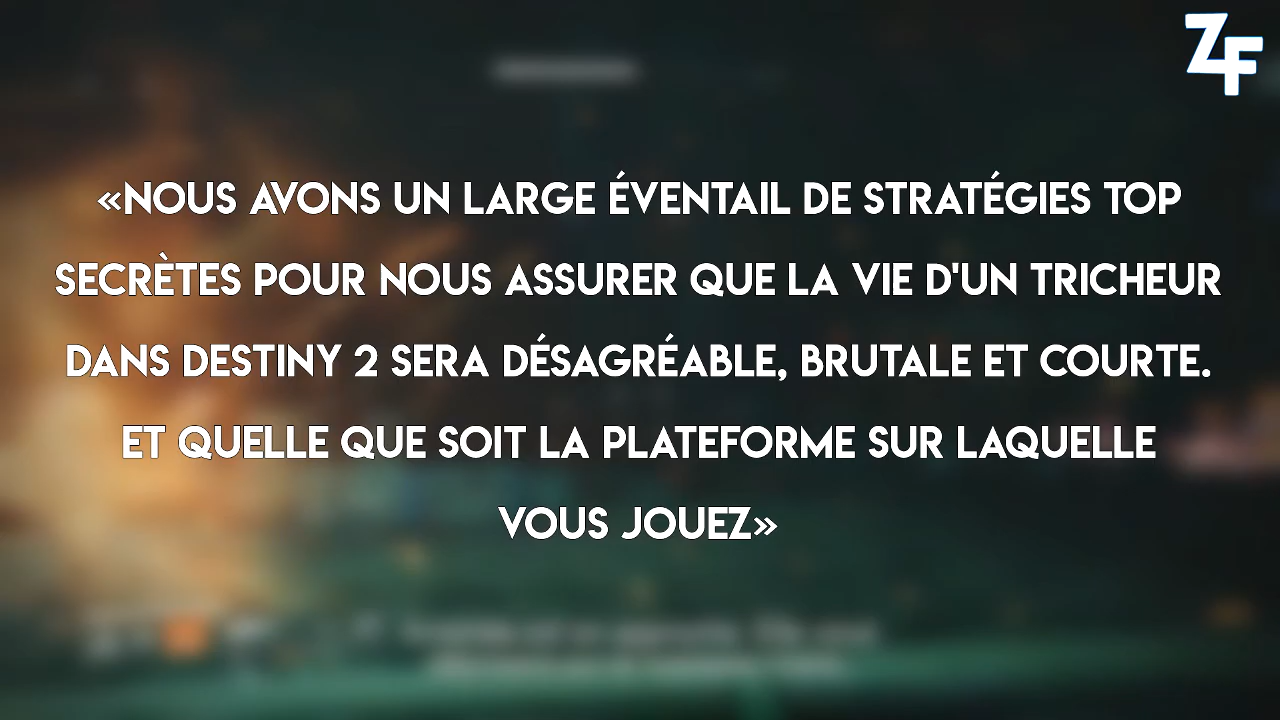 ZF
«NOUS AVONS UN LARGE ÉVENTAIL DE STRATÉGIES TOP
SECRÈTES POUR NOUS ASSURER QUE LA VIE D'UN TRICHEUR
DANS DESTINY 2 SERA DÉSAGRÉABLE, BRUTALE ET COURTE.
ET QUELLE QUE SOIT LA PLATEFORME SUR LAQUELLE
VOUS JOUEZ»